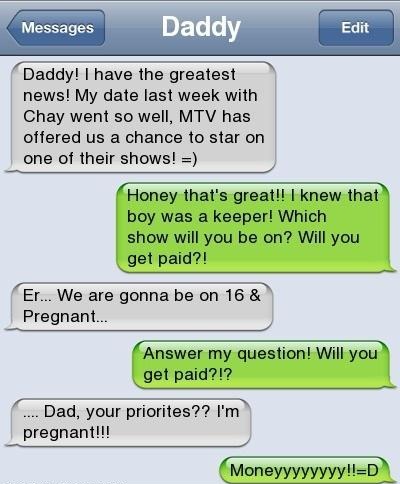 Messages
Daddy
Edit
Daddy! I have the greatest
news! My date last week with
Chay went so well, MTV has
offered us a chance to star on
one of their shows! =)
Honey that's great!! I knew that
boy was a keeper! Which
show will you be on? Will you
get paid?!
Er... We are gonna be on 16 &
Pregnant...
Answer my question! Will you
get paid?!?
.... Dad, your priorites?? I'm
pregnant!!!
Moneyyyyyyyy!!=D